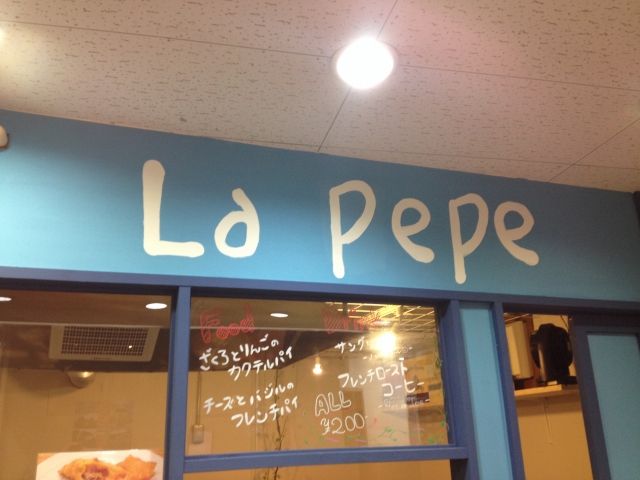 La Pepe
Food
ざくろとりんごの
カクテルパイ
チーズとバジルの
フレンチパイ
フレンチロースト
コーヒー
ALL
¥200